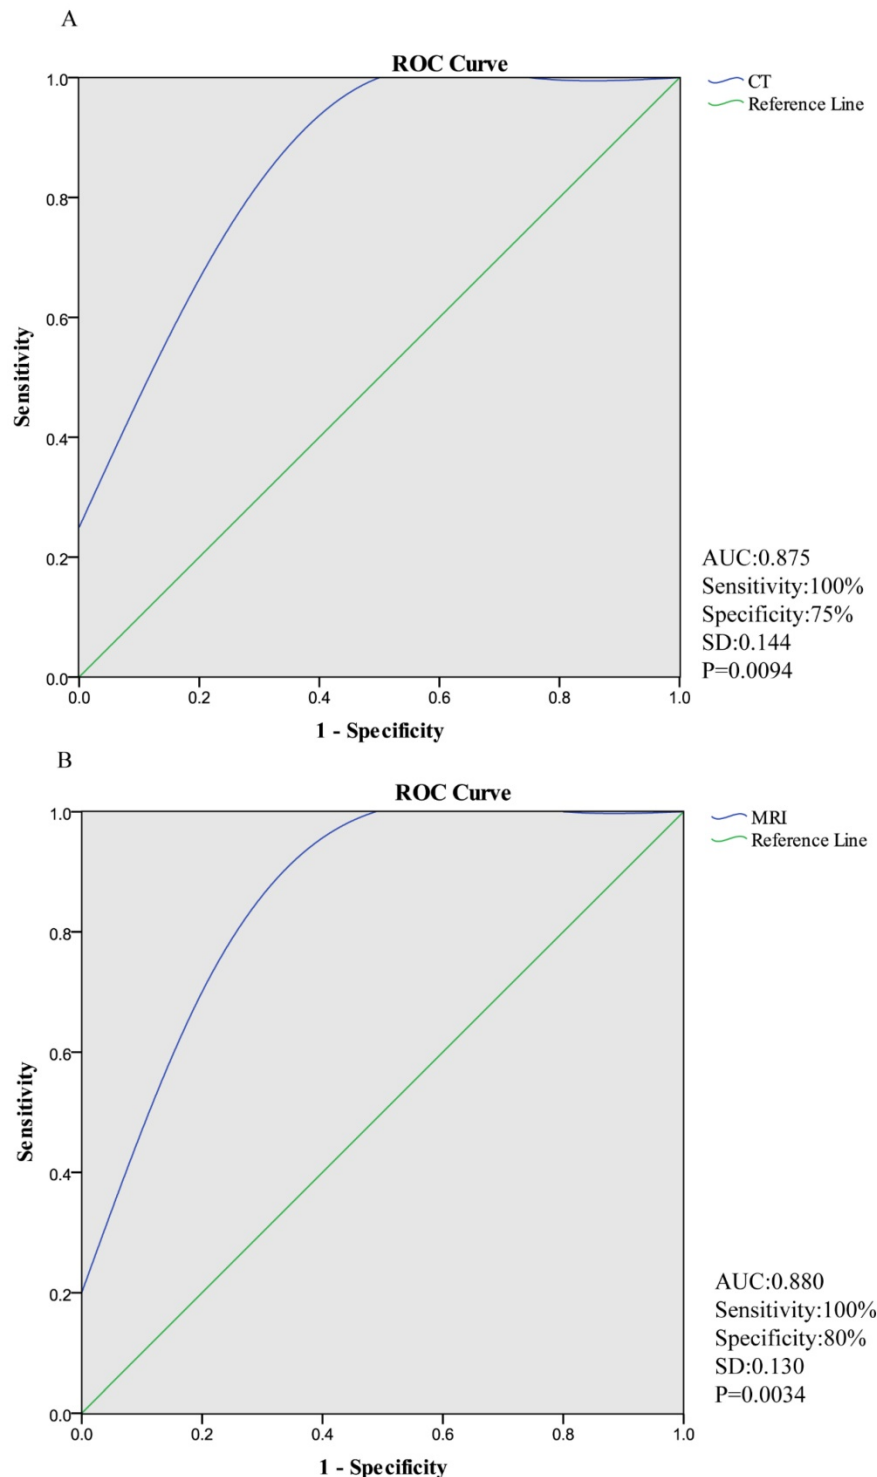 A
ROC Curve
CT
Reference Line
1.0
0.8
0.6
0.4
0.2
0.0
Sensitivity
0.0 0.2 0.4 0.6 0.8 1.0
1 - Specificity
AUC:0.875
Sensitivity:100%
Specificity:75%
SD:0.144
P=0.0094
B
ROC Curve
MRI
Reference Line
1.0
0.8
0.6
0.4
0.2
0.0
Sensitivity
0.0 0.2 0.4 0.6 0.8 1.0
1 - Specificity
AUC:0.880
Sensitivity:100%
Specificity:80%
SD:0.130
P=0.0034